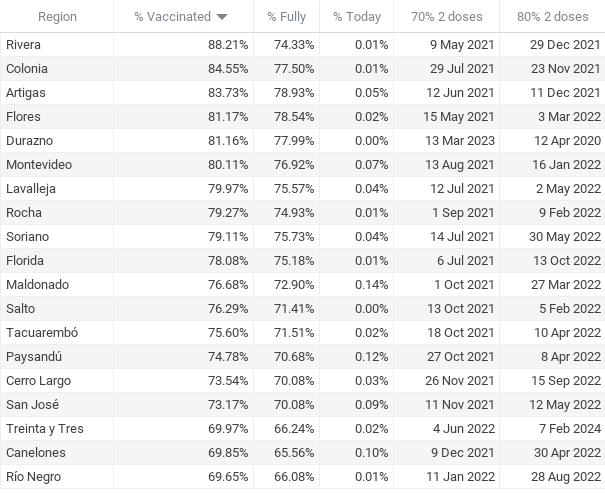 Region % Vaccinated % Fully % Today 70% 2 doses 80% 2 doses
Rivera 88.21% 74.33% 0.01% 9 May 2021 29 Dec 2021
Colonia 84.55% 77.50% 0.01% 29 Jul 2021 23 Nov 2021
Artigas 83.73% 78.93% 0.05% 12 Jun 2021 11 Dec 2021
Flores 81.17% 78.54% 0.02% 15 May 2021 3 Mar 2022
Durazno 81.16% 77.99% 0.00% 13 Mar 2023 12 Apr 2020
Montevideo 80.11% 76.92% 0.07% 13 Aug 2021 16 Jan 2022
Lavalleja 79.97% 75.57% 0.04% 12 Jul 2021 2 May 2022
Rocha 79.27% 74.93% 0.01% 1 Sep 2021 9 Feb 2022
Soriano 79.11% 75.73% 0.04% 14 Jul 2021 30 May 2022
Florida 78.08% 75.18% 0.01% 6 Jul 2021 13 Oct 2022
Maldonado 76.68% 72.90% 0.14% 1 Oct 2021 27 Mar 2022
Salto 76.29% 71.41% 0.00% 13 Oct 2021 5 Feb 2022
Tacuarembó 75.60% 71.51% 0.02% 18 Oct 2021 10 Apr 2022
Paysandú 74.78% 70.68% 0.12% 27 Oct 2021 8 Apr 2022
Cerro Largo 73.54% 70.08% 0.03% 26 Nov 2021 15 Sep 2022
San José 73.17% 70.08% 0.09% 11 Nov 2021 12 May 2022
Treinta y Tres 69.97% 66.24% 0.02% 4 Jun 2022 7 Feb 2024
Canelones 69.85% 65.56% 0.10% 9 Dec 2021 30 Apr 2022
Río Negro 69.65% 66.08% 0.01% 11 Jan 2022 28 Aug 2022